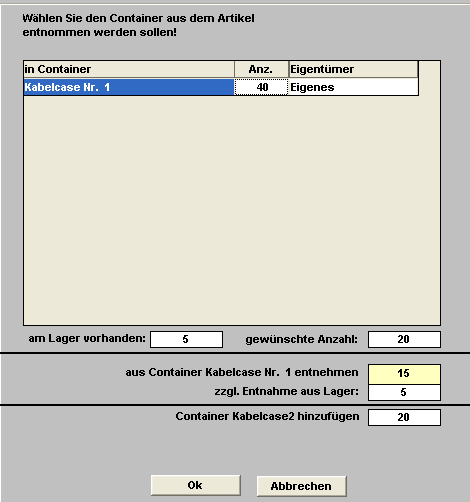 Wählen Sie den Container aus dem Artikel
entnommen werden sollen!
in Container Anz. Eigentümer
Kabelcase Nr. 1 40 Eigenes
am Lager vorhanden: 5 gewünschte Anzahl: 20
aus Container Kabelcase Nr. 1 entnehmen 15
zzgl. Entnahme aus Lager: 5
Container Kabelcase2 hinzufügen 20
Ok Abbrechen